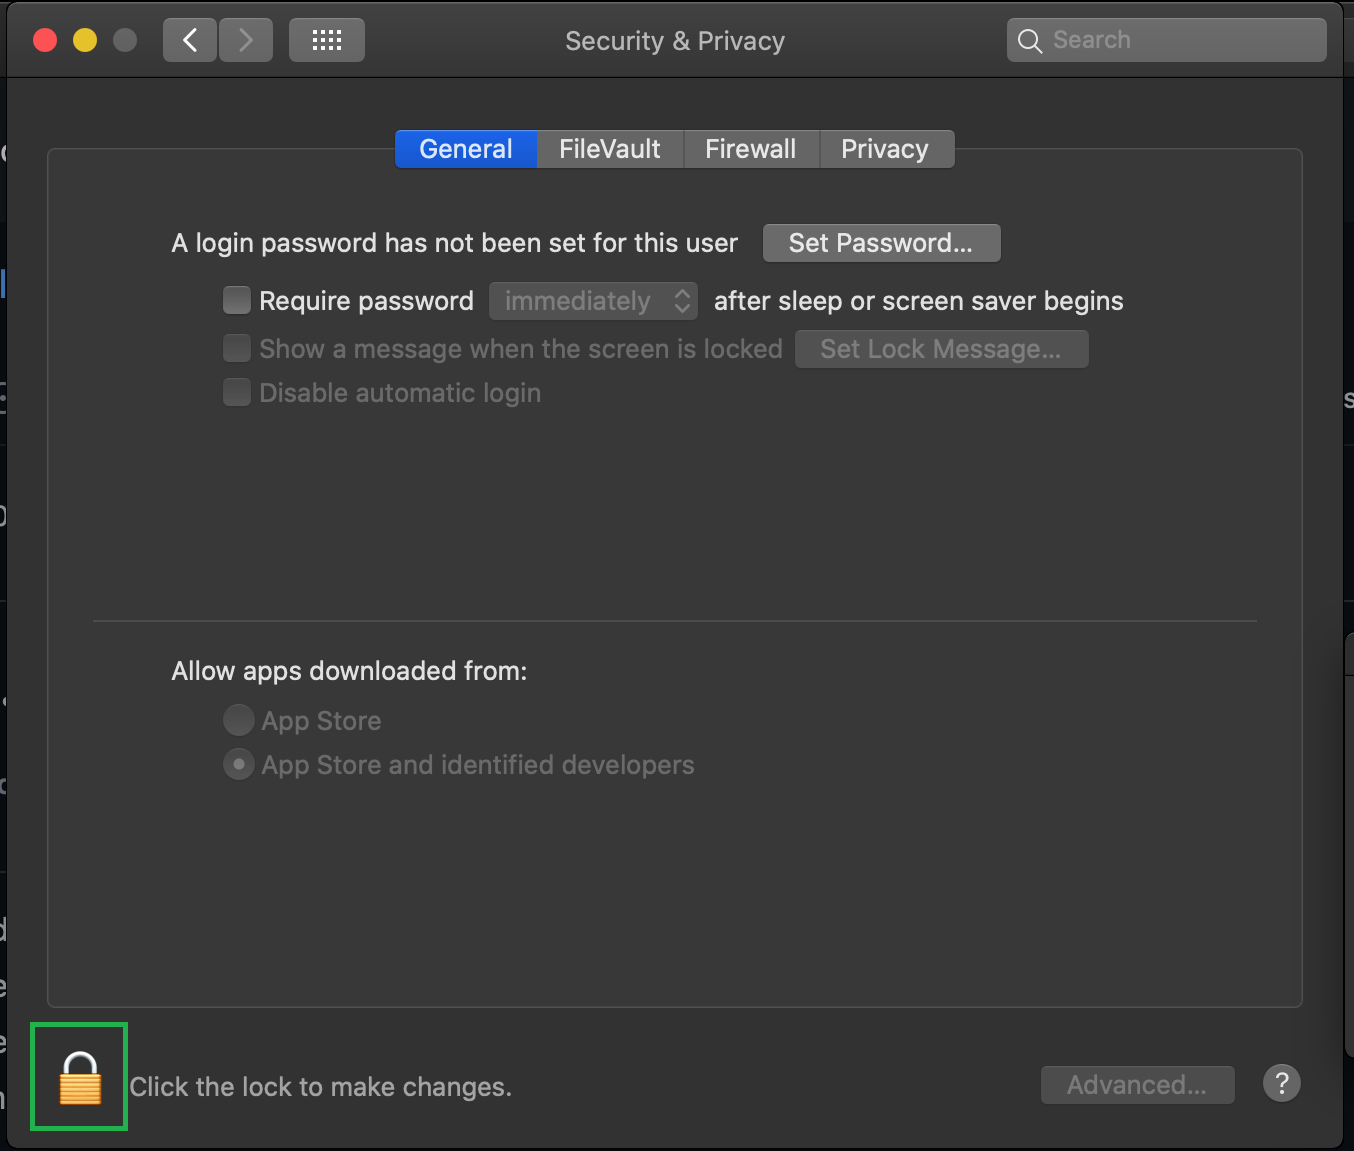 Security & Privacy
Search
General FileVault Firewall Privacy
A login password has not been set for this user Set Password...
Require password immediately after sleep or screen saver begins
Show a message when the screen is locked Set Lock Message...
Disable automatic login
Allow apps downloaded from:
App Store
App Store and identified developers
Click the lock to make changes.
Advanced...
?